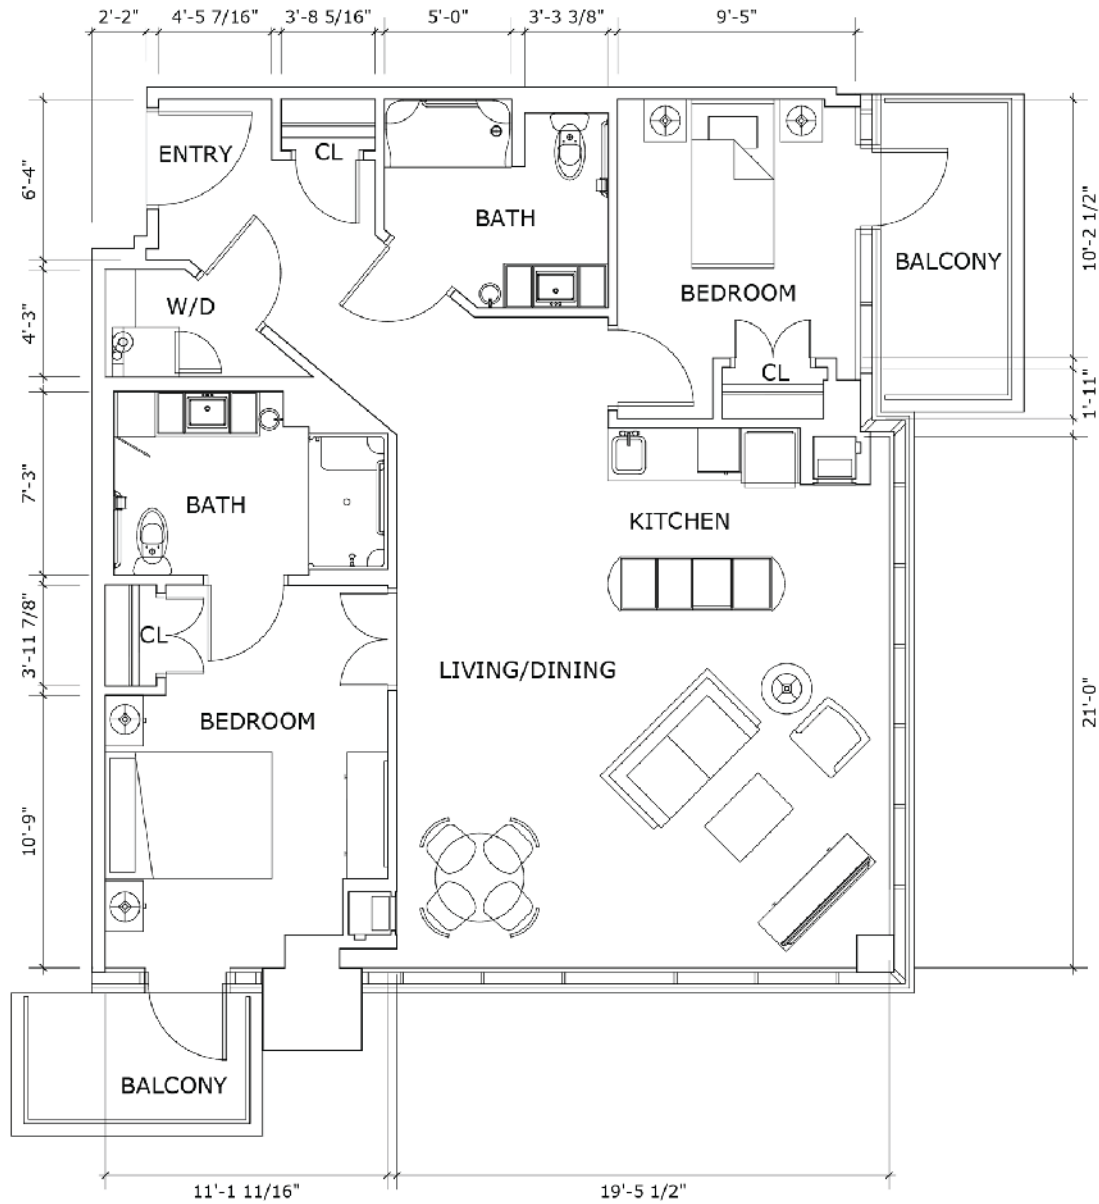 2'-2"
4'-5 7/16"
3'-8 5/16"
5'-0"
3'-3 3/8"
9'-5"
6'-4"
ENTRY
CL
BATH
BEDROOM
BALCONY
10'-2 1/2"
4'-3"
W/D
CL
1'-11"
7'-3"
BATH
KITCHEN
3'-11 7/8"
CL
LIVING/DINING
BEDROOM
21'-0"
10'-9"
BALCONY
11'-1 11/16"
19'-5 1/2"